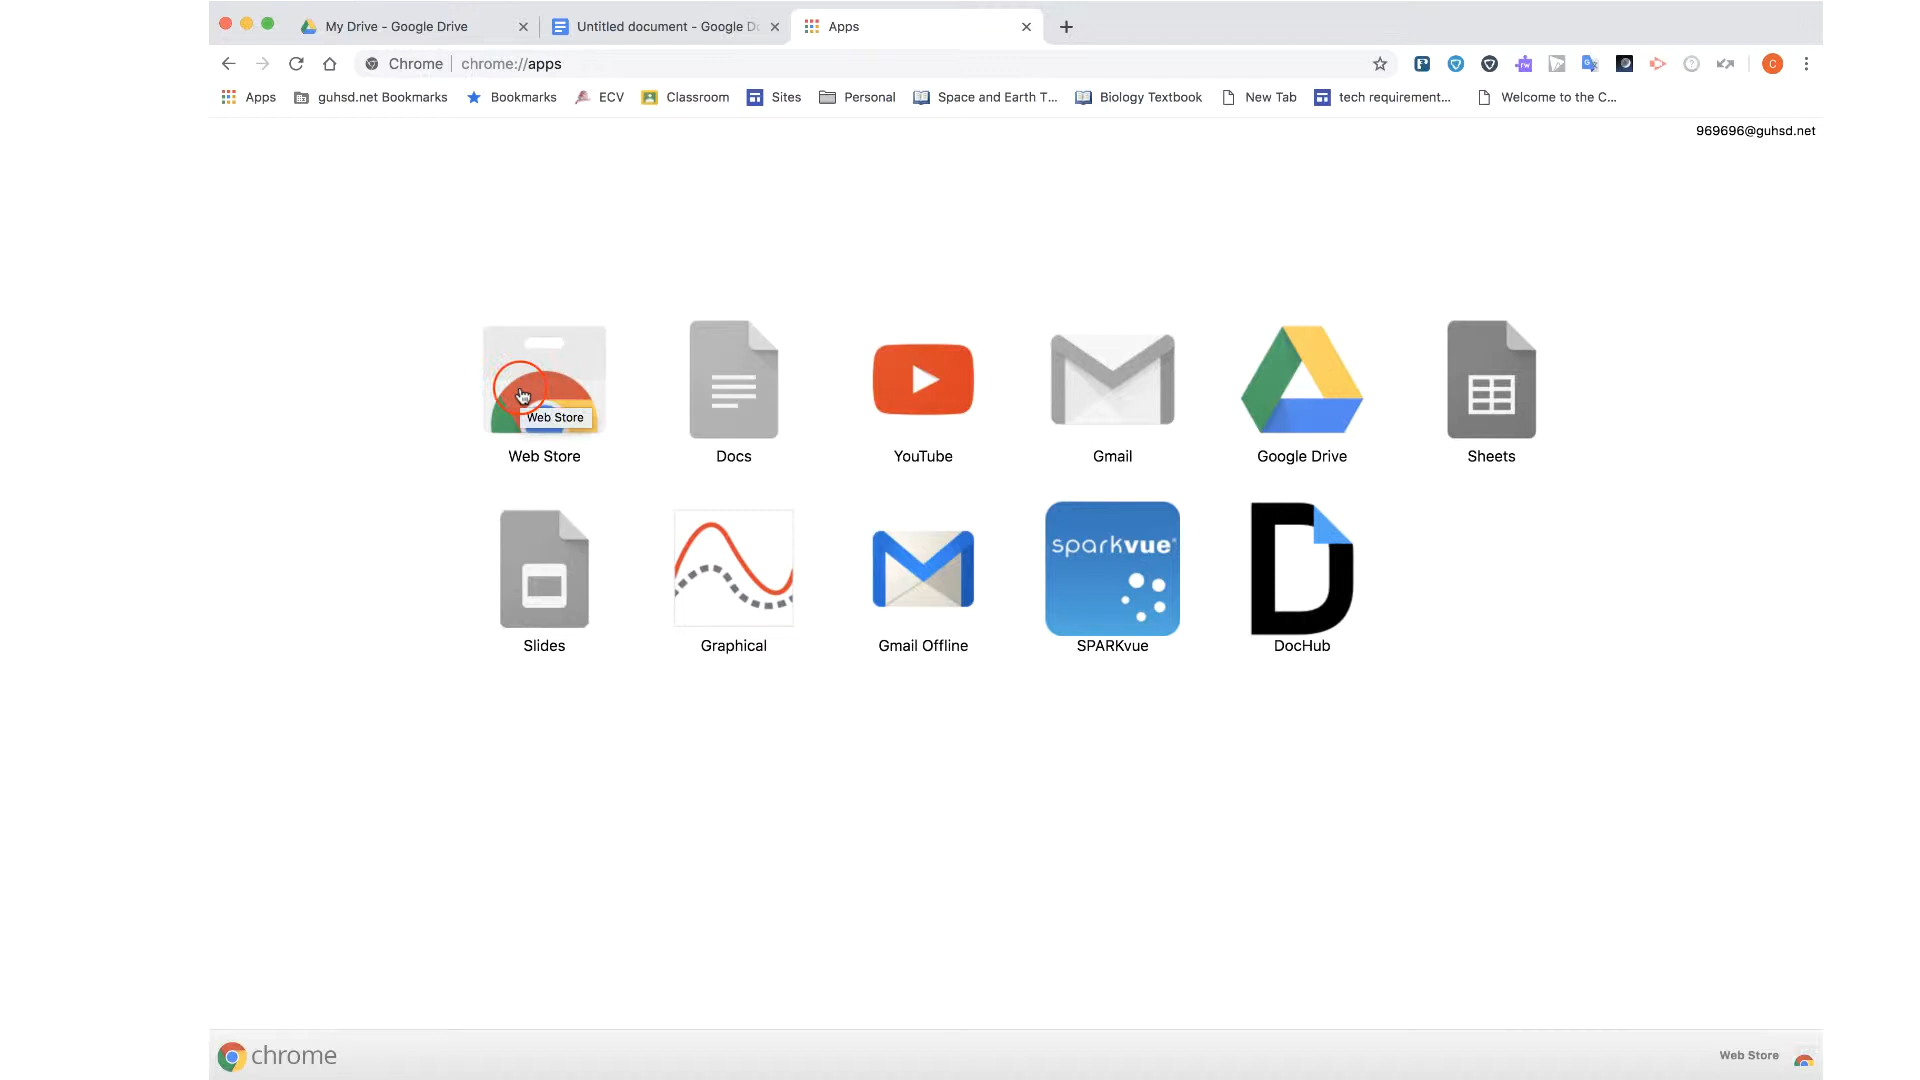 My Drive - Google Drive
Untitled document - Google Do
Apps
Chrome
chrome://apps
Apps
guhsd.net Bookmarks
Bookmarks
ECV
Classroom
Sites
Personal
Space and Earth T...
Biology Textbook
New Tab
tech requirement...
Welcome to the C...
969696@guhsd.net
Web Store
Web Store
Docs
YouTube
Gmail
Google Drive
Sheets
sparkvue
Slides
Graphical
Gmail Offline
SPARKvue
DocHub
chrome
Web Store